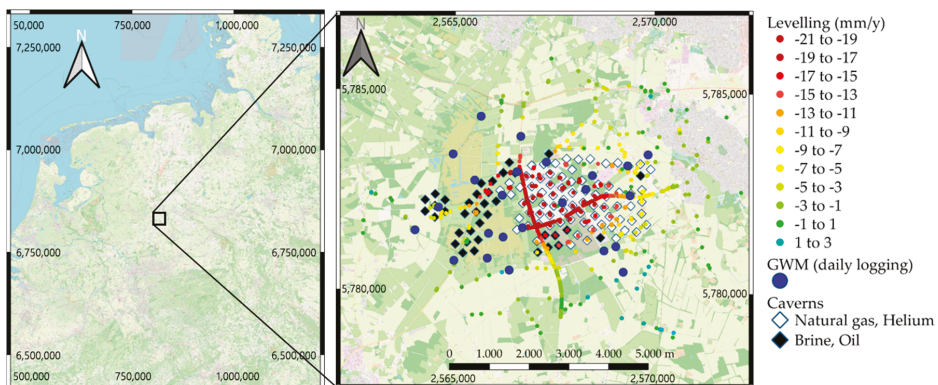 50,000 750,000 1,000,000
N
7,250,000 7,250,000
7,000,000 7,000,000
6,750,000 6,750,000
6,500,000 6,500,000
500,000 750,000 1,000,000
2,565,000 2,570,000
N
5,785,000 5,785,000
5,780,000 5,780,000
0 1.000 2.000 3.000 4.000 5.000 m
2,565,000 2,570,000
Levelling (mm/y)
-21 to -19
-19 to -17
-17 to -15
-15 to -13
-13 to -11
-11 to -9
-9 to -7
-7 to -5
-5 to -3
-3 to -1
-1 to 1
1 to 3
GWM (daily logging)
Caverns
Natural gas, Helium
Brine, Oil